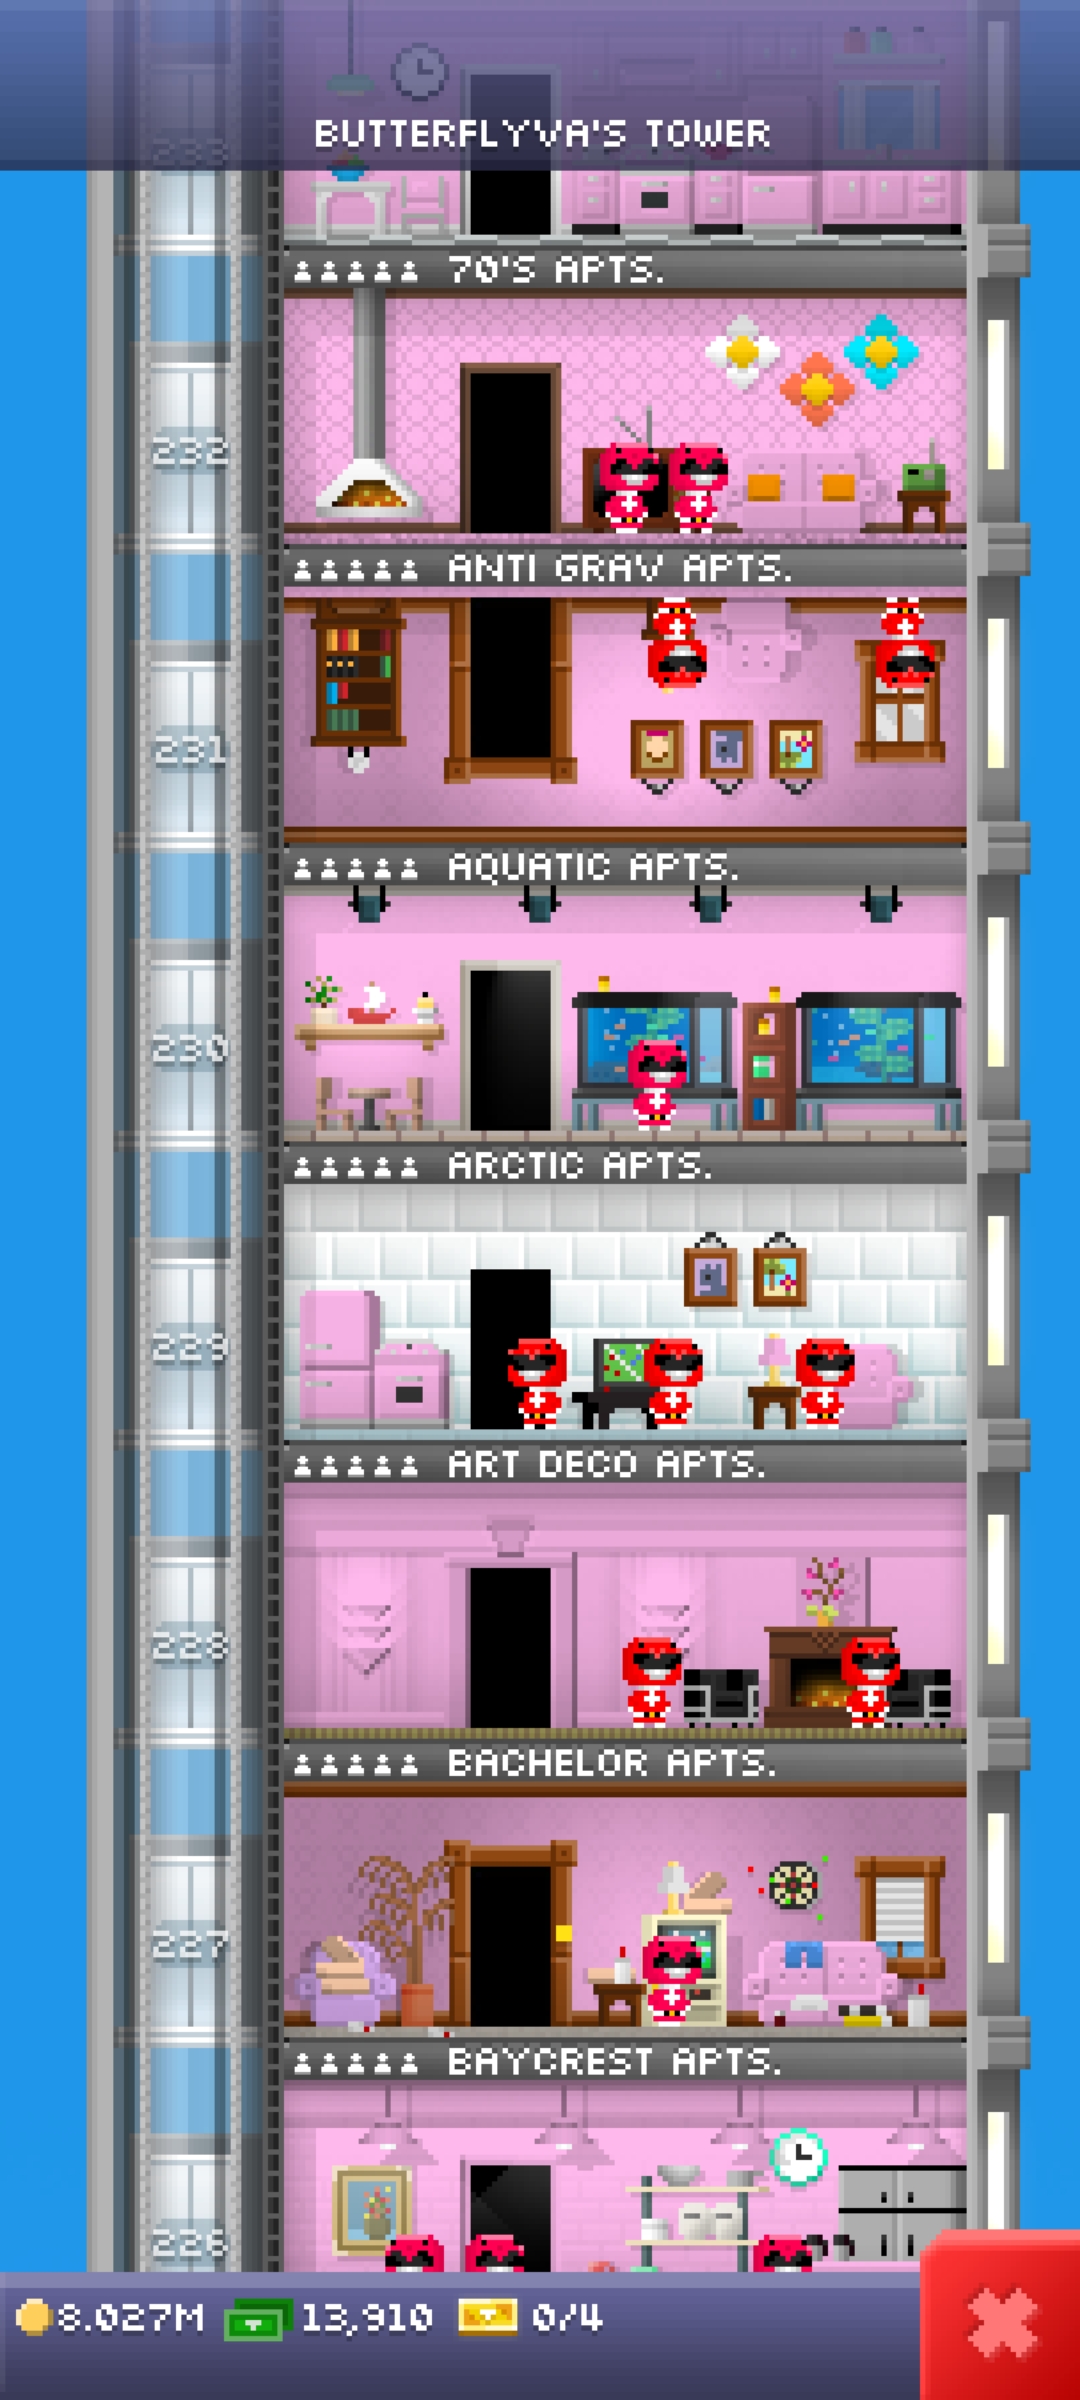 BUTTERFLYVA'S TOWER
233
70'S APTS.
232
ANTI GRAV APTS.
231
AQUATIC APTS.
230
ARCTIC APTS.
229
ART DECO APTS.
228
BACHELOR APTS.
227
BAYCREST APTS.
226
8.027M 13,910 0/4